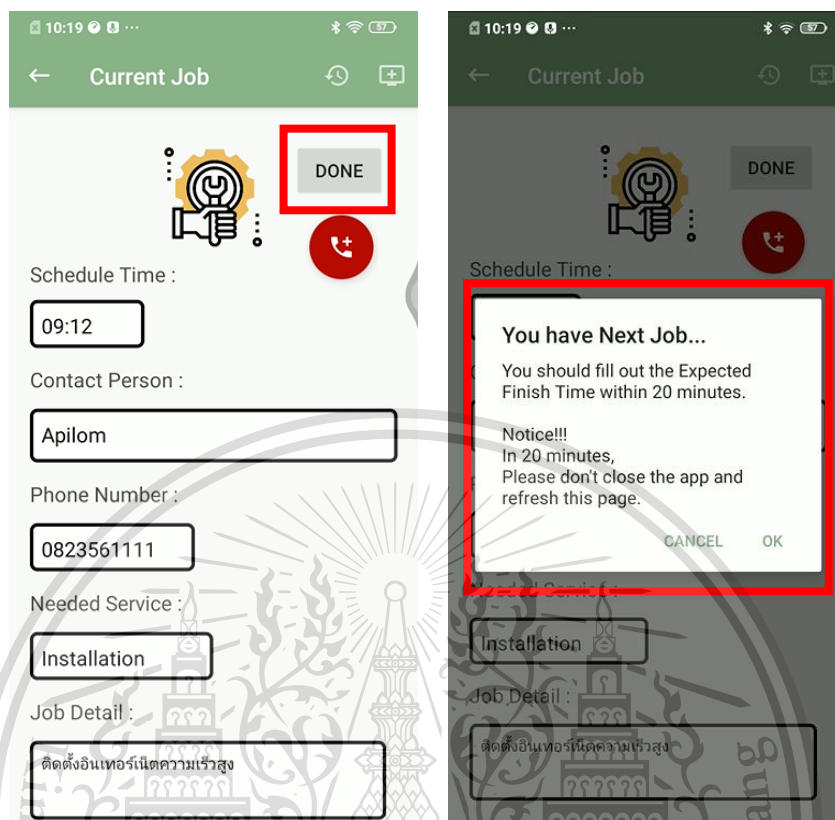 10:19
57
Current Job
DONE
Schedule Time :
09:12
Contact Person :
Apilom
Phone Number :
0823561111
Needed Service :
Installation
Job Detail :
ติดตั้งอินเทอร์เน็ตความเร็วสูง
10:19
57
Current Job
DONE
Schedule Time :
You have Next Job...
You should fill out the Expected
Finish Time within 20 minutes.
Notice!!!
In 20 minutes,
Please don't close the app and
refresh this page.
CANCEL OK
Needed Service :
Installation
Job Detail :
ติดตั้งอินเทอร์เน็ตความเร็วสูง